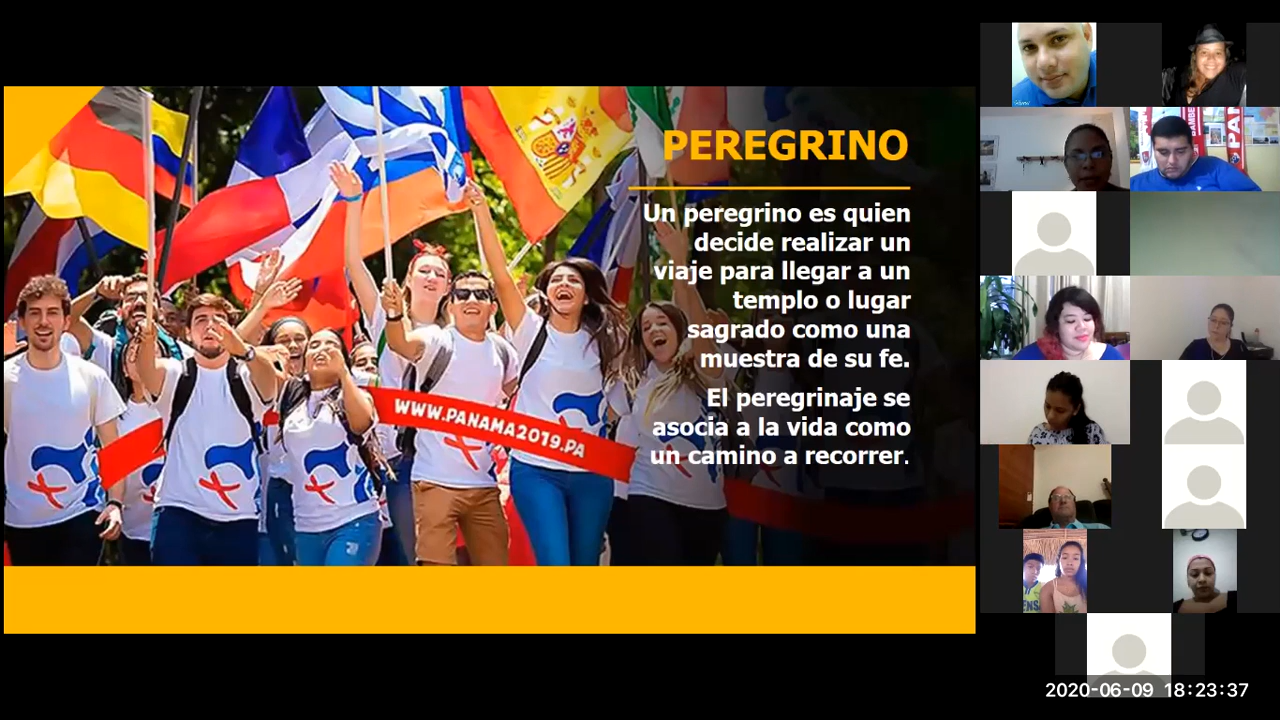 PEREGRINO
Un peregrino es quien
decide realizar un
viaje para llegar a un
templo o lugar
sagrado como una
muestra de su fe.
El peregrinaje se
asocia a la vida como
un camino a recorrer.
WWW.PANAMA2019.PA
2020-06-09 18:23:37